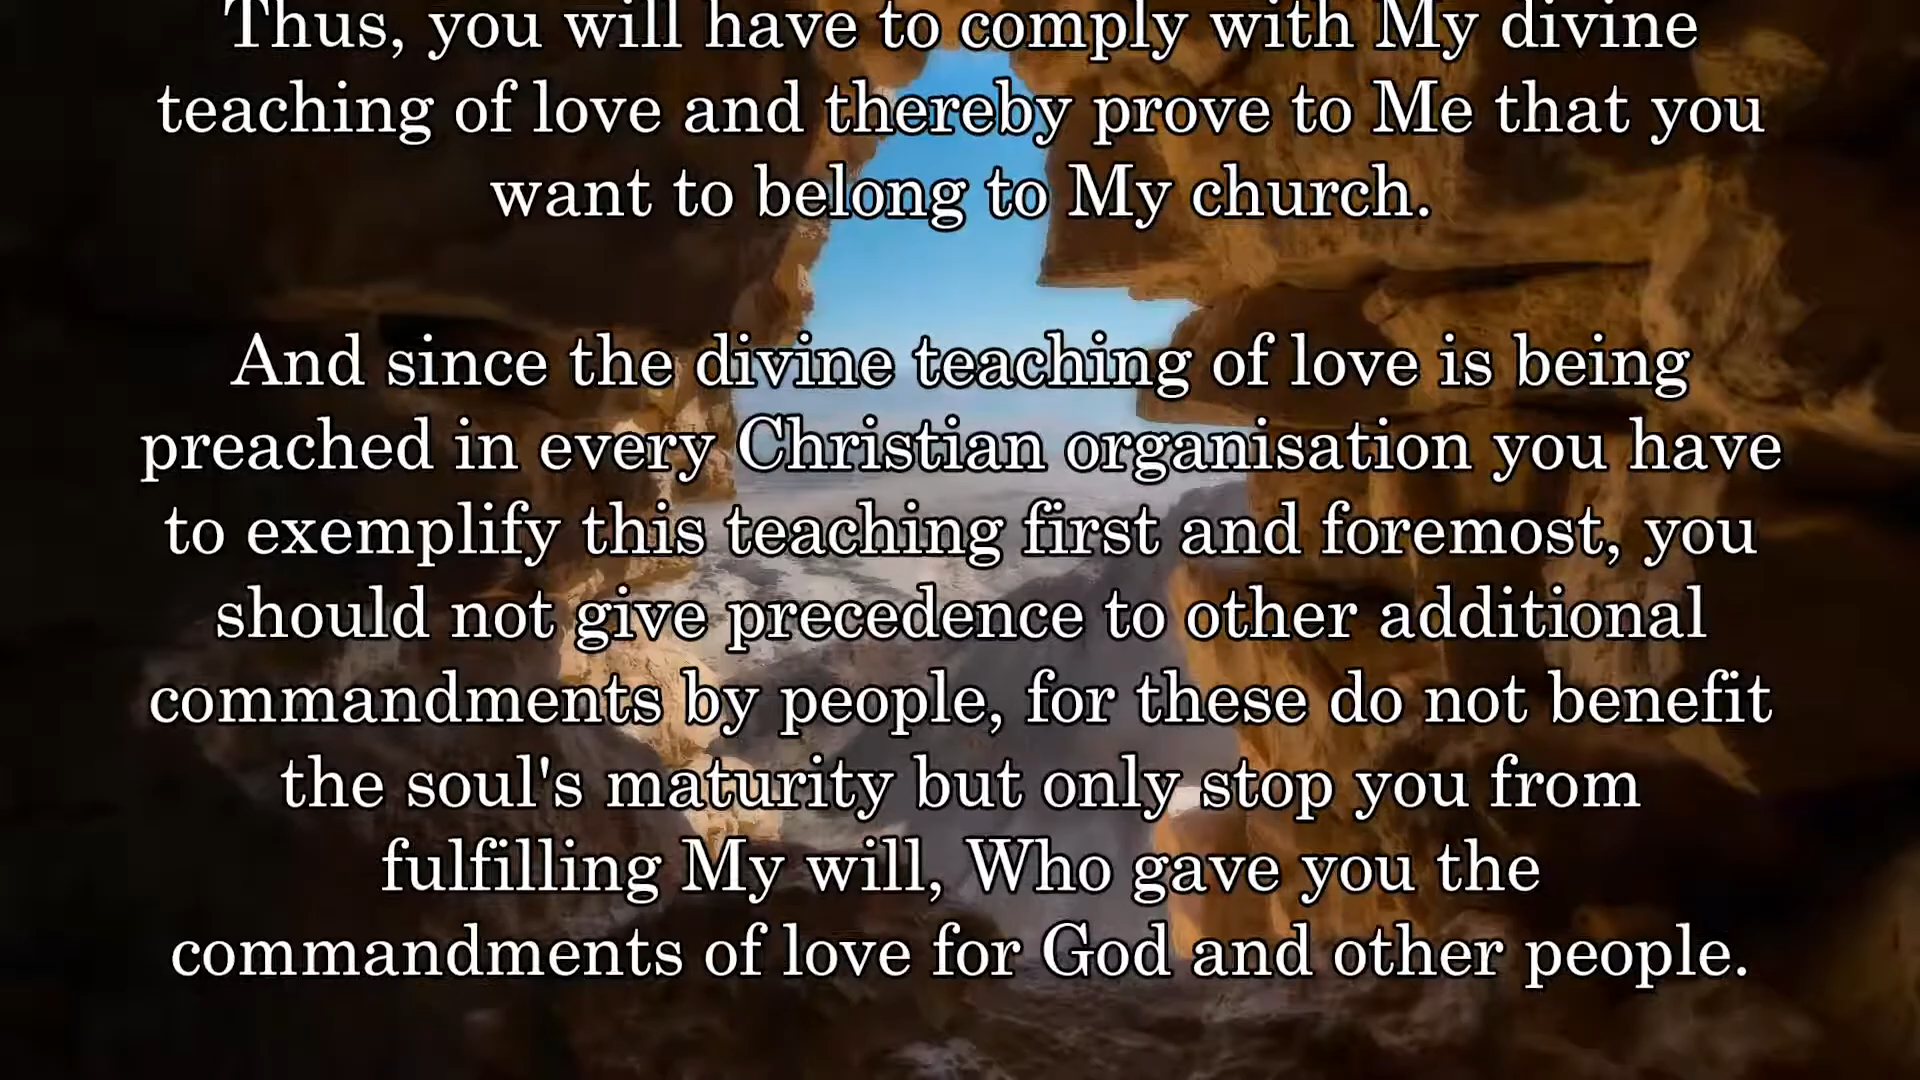 Thus, you will have to comply with My divine
teaching of love and thereby prove to Me that you
want to belong to My church.
And since the divine teaching of love is being
preached in every Christian organisation you have
to exemplify this teaching first and foremost, you
should not give precedence to other additional
commandments by people, for these do not benefit
the soul's maturity but only stop you from
fulfilling My will, Who gave you the
commandments of love for God and other people.